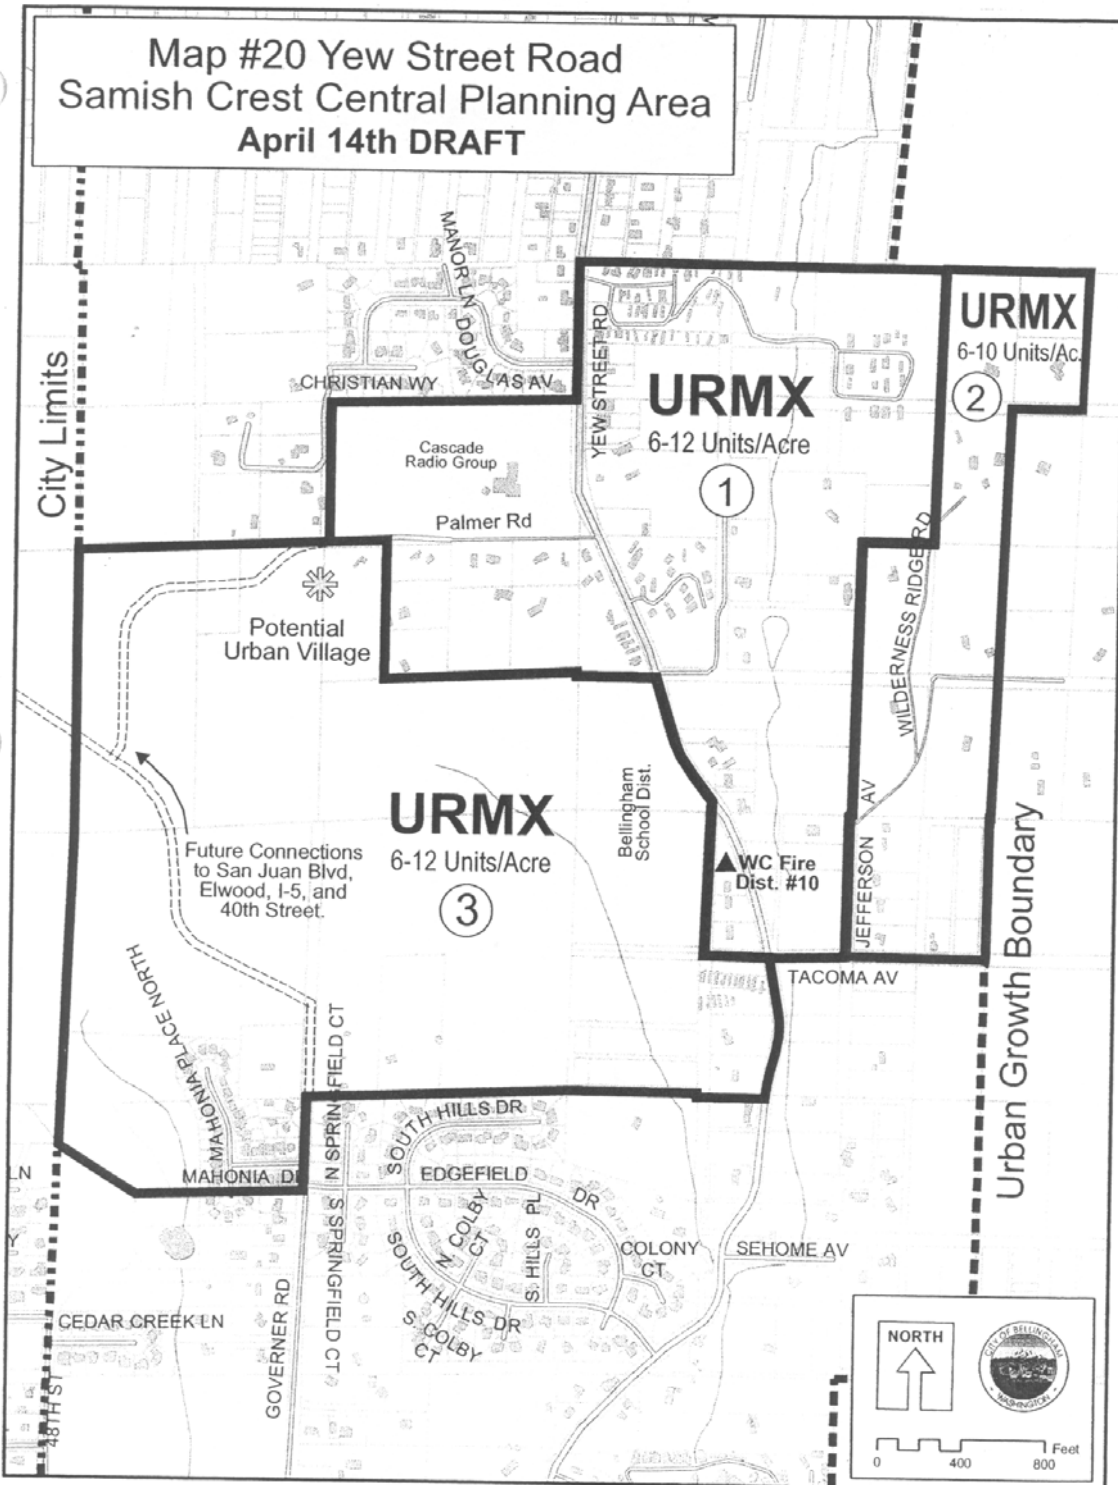 Map #20 Yew Street Road
Samish Crest Central Planning Area
April 14th DRAFT
City Limits
MANOR LN
DOUGLAS AV
CHRISTIAN WY
YEW STREET RD
URMX
6-12 Units/Acre
1
URMX
6-10 Units/Ac.
2
Cascade
Radio Group
Palmer Rd
WILDERNESS RIDGE RD
Potential
Urban Village
URMX
6-12 Units/Acre
3
Bellingham
School Dist.
Future Connections
to San Juan Blvd,
Elwood, I-5, and
40th Street.
WC Fire
Dist. #10
JEFFERSON AV
TACOMA AV
Urban Growth Boundary
MAHONIA PLACE NORTH
MAHONIA DR
N SPRINGFIELD CT
S SPRINGFIELD CT
SOUTH HILLS DR
EDGEFIELD DR
N COLBY
CT
S HILLS PL
SOUTH HILLS DR
S COLBY
CT
COLONY
CT
SEHOME AV
LN
Y
CEDAR CREEK LN
GOVERNER RD
48TH ST
NORTH
CITY OF BELLINGHAM
WASHINGTON
0 400 800 Feet